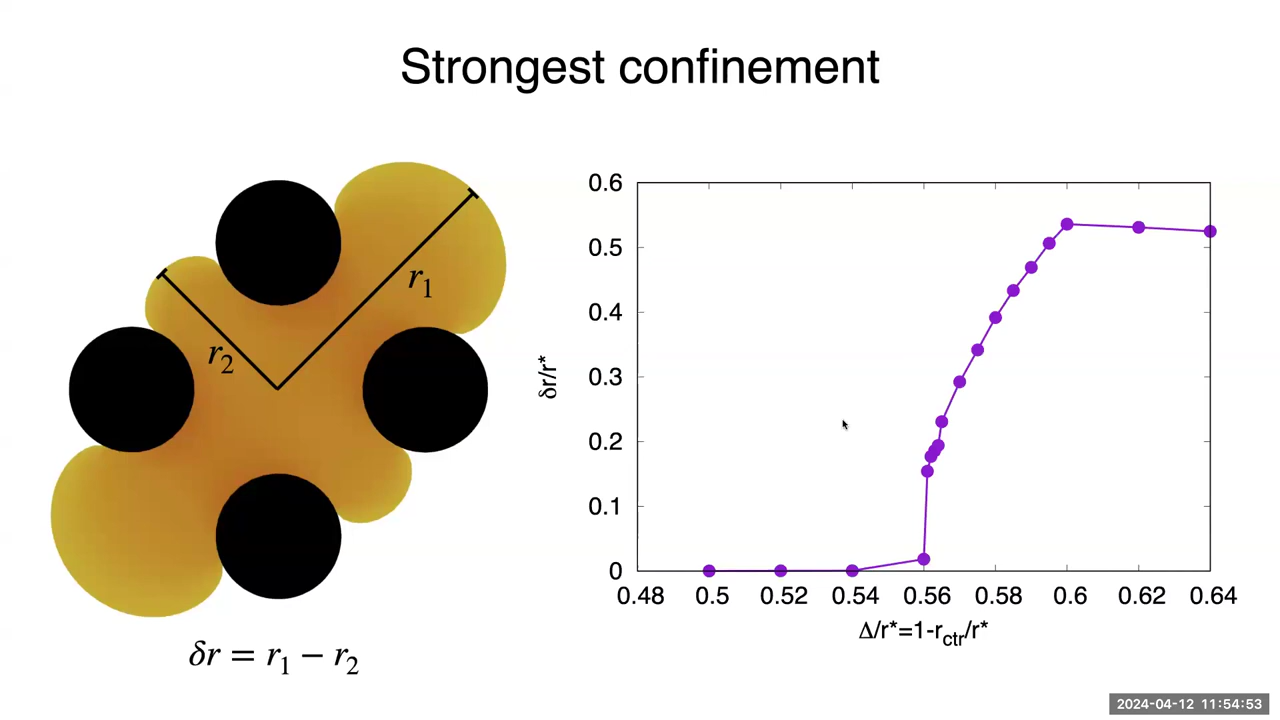 Strongest confinement
r₁
r₂
δr = r₁ − r₂
0.6
0.5
0.4
0.3
0.2
0.1
0
δr/r*
0.48 0.5 0.52 0.54 0.56 0.58 0.6 0.62 0.64
Δ/r*=1-r_ctr/r*
2024-04-12 11:54:53